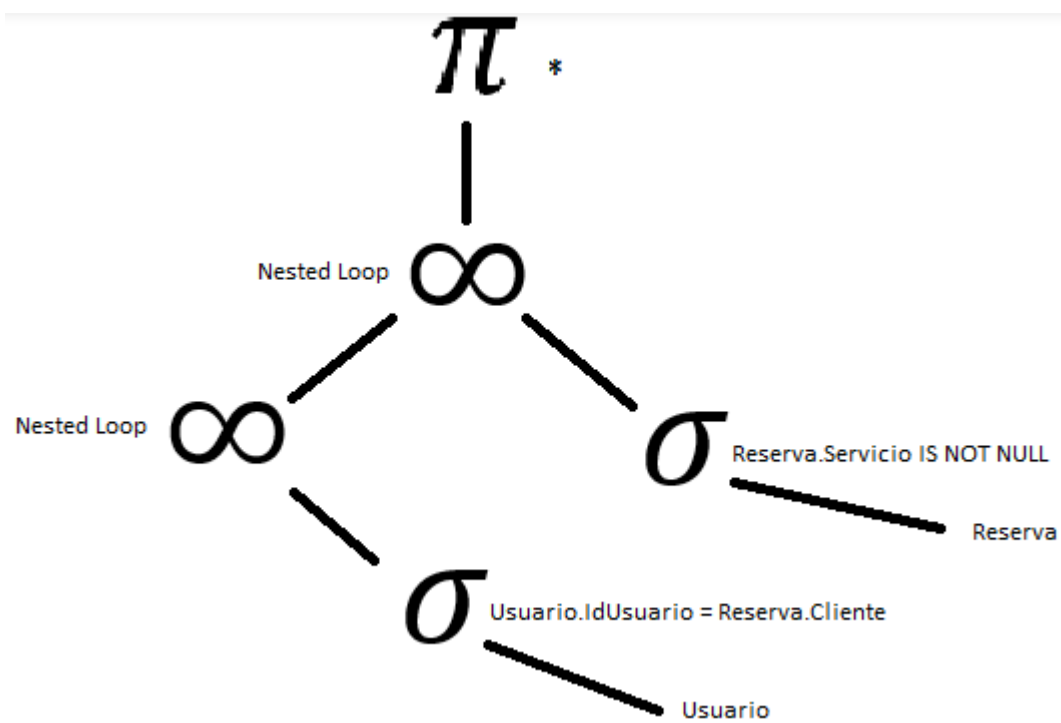 π *
Nested Loop ∞
Nested Loop ∞
σ Reserva.Servicio IS NOT NULL
Reserva
σ Usuario.IdUsuario = Reserva.Cliente
Usuario